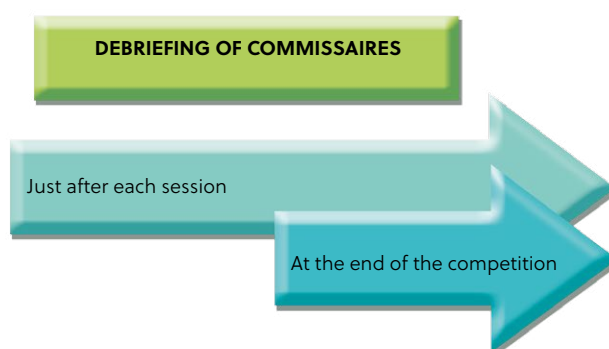 DEBRIEFING OF COMMISSAIRES
Just after each session
At the end of the competition